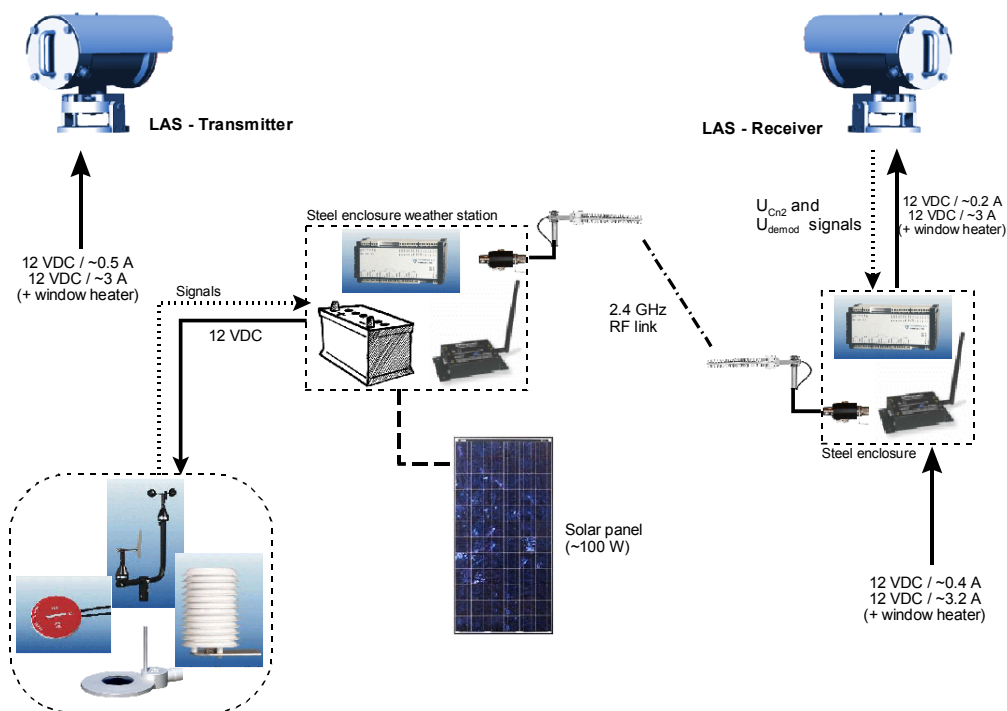 LAS - Transmitter
LAS - Receiver
12 VDC / ~0.5 A
12 VDC / ~3 A
(+ window heater)
Steel enclosure weather station
Signals
12 VDC
2.4 GHz
RF link
U_Cn2 and
U_demod signals
12 VDC / ~0.2 A
12 VDC / ~3 A
(+ window heater)
Steel enclosure
Solar panel
(~100 W)
12 VDC / ~0.4 A
12 VDC / ~3.2 A
(+ window heater)